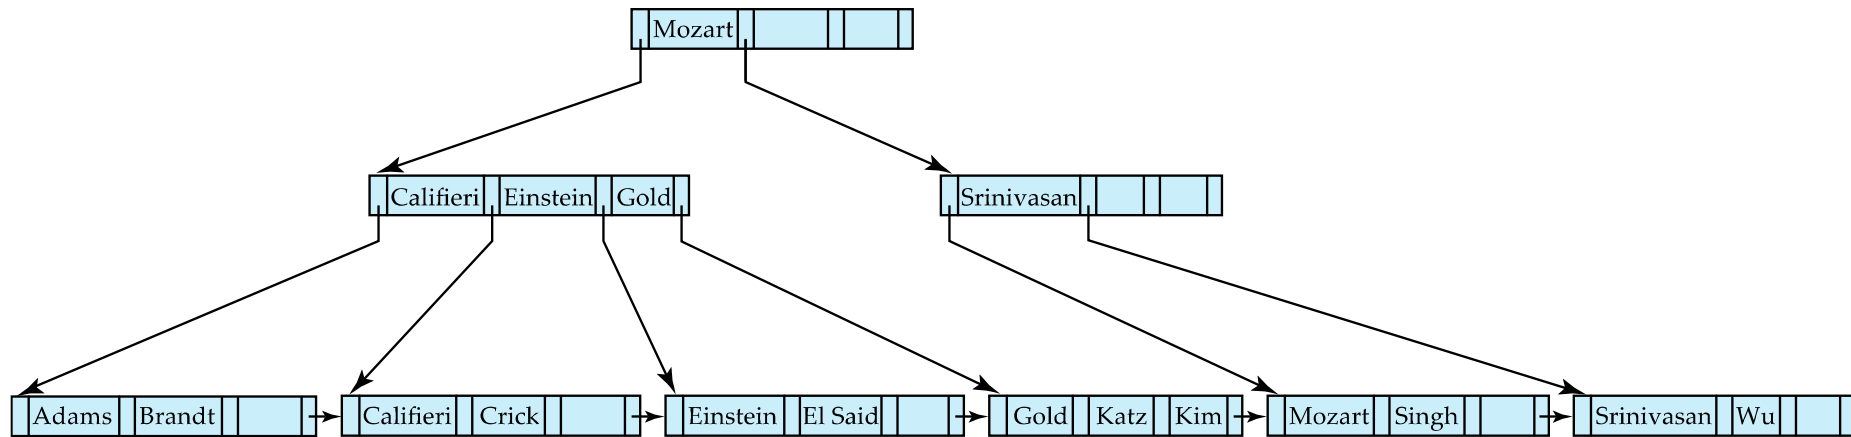 Mozart
Califieri Einstein Gold Srinivasan
Adams Brandt Califieri Crick Einstein El Said Gold Katz Kim Mozart Singh Srinivasan Wu